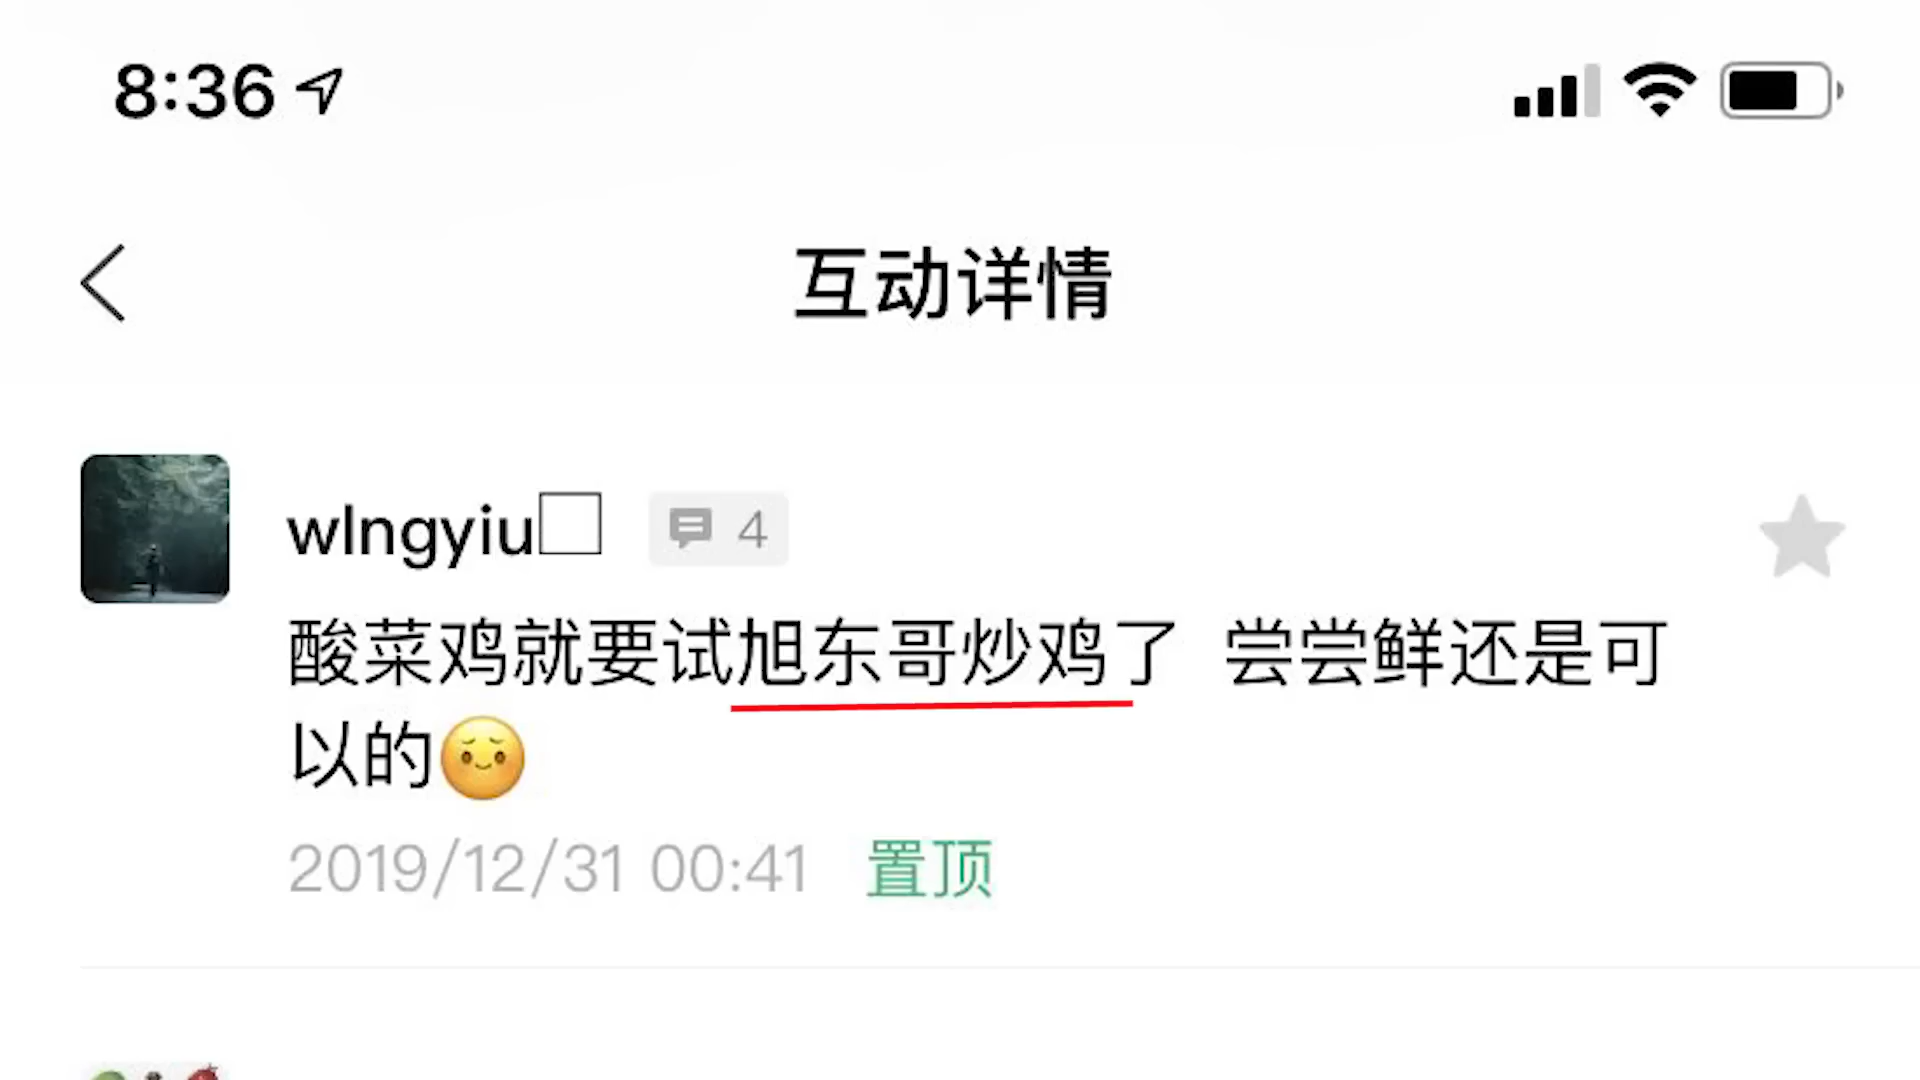 8:36
互动详情
wlngyiu 4
酸菜鸡就要试旭东哥炒鸡了 尝尝鲜还是可
以的
2019/12/31 00:41 置顶